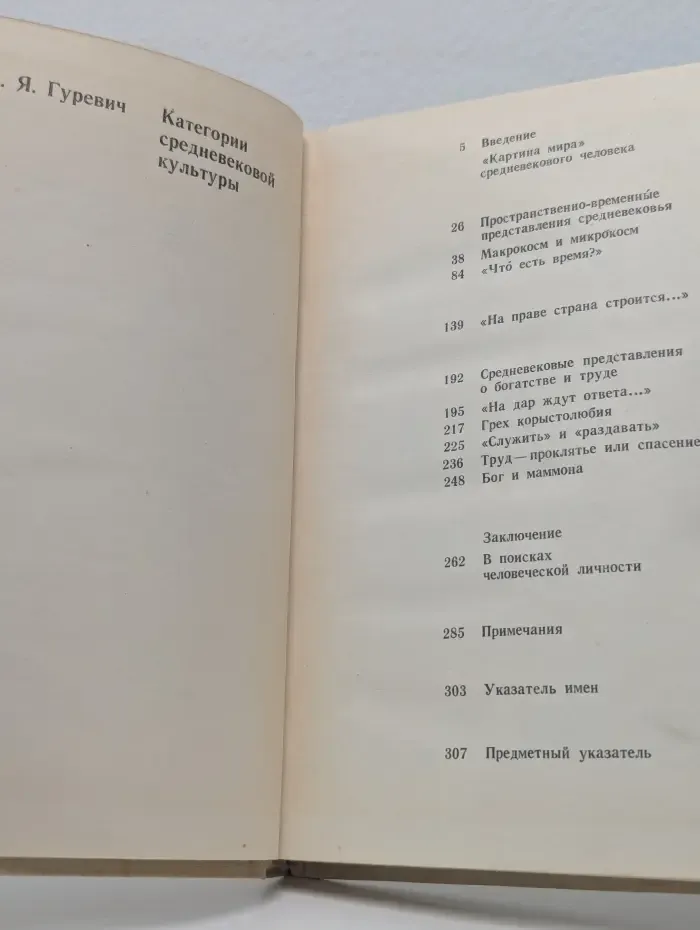 . Я. Гуревич
Категории
средневековой
культуры
5 Введение
«Картина мира»
средневекового человека
26 Пространственно-временны́е
представления средневековья
38 Макрокосм и микрокосм
84 «Что́ есть время?»
139 «На праве страна строится...»
192 Средневековые представления
о богатстве и труде
195 «На дар ждут ответа...»
217 Грех корыстолюбия
225 «Служить» и «раздавать»
236 Труд — проклятье или спасение
248 Бог и маммона
Заключение
262 В поисках
человеческой личности
285 Примечания
303 Указатель имен
307 Предметный указатель